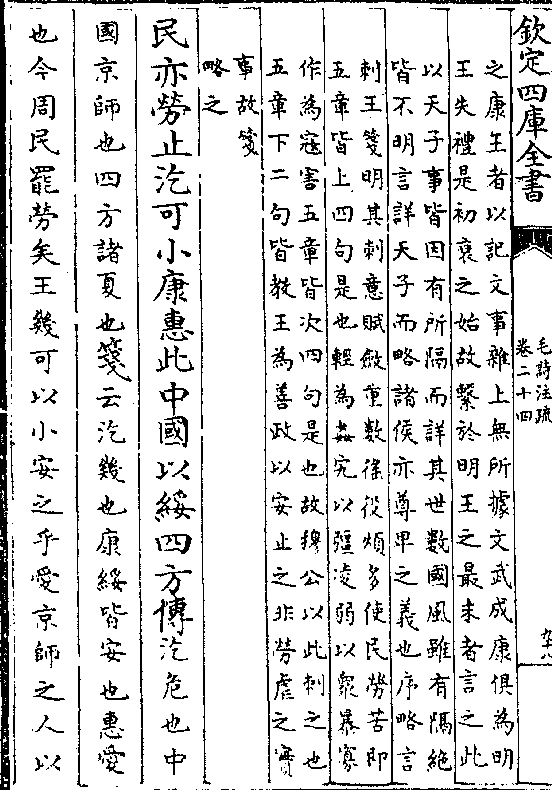 欽定四庫全書
毛詩注疏
卷二十四
之康王者以記文事雜上無所據文武成康俱為明
王失禮是初衰之始故繫於明王之最末者言之此
以天子事皆因有所隔而詳其世數國風雖有隔絶
皆不明言詳天子而略諸侯亦尊卑之義也序略言
刺王箋明其刺意賦斂重數徭役煩多使民勞苦即
五章皆上四句是也輕為姦宄以疆凌弱以衆暴寡
作為寇害五章皆次四句是也故穆公以此刺之也
五章下二句皆教王為善政以安止之非勞虐之實
事故箋
略之
民亦勞止汔可小康惠此中國以綏四方傳汔危也中
國京師也四方諸夏也箋云汔幾也康綏皆安也惠愛
也今周民罷勞矣王幾可以小安之乎愛京師之人以